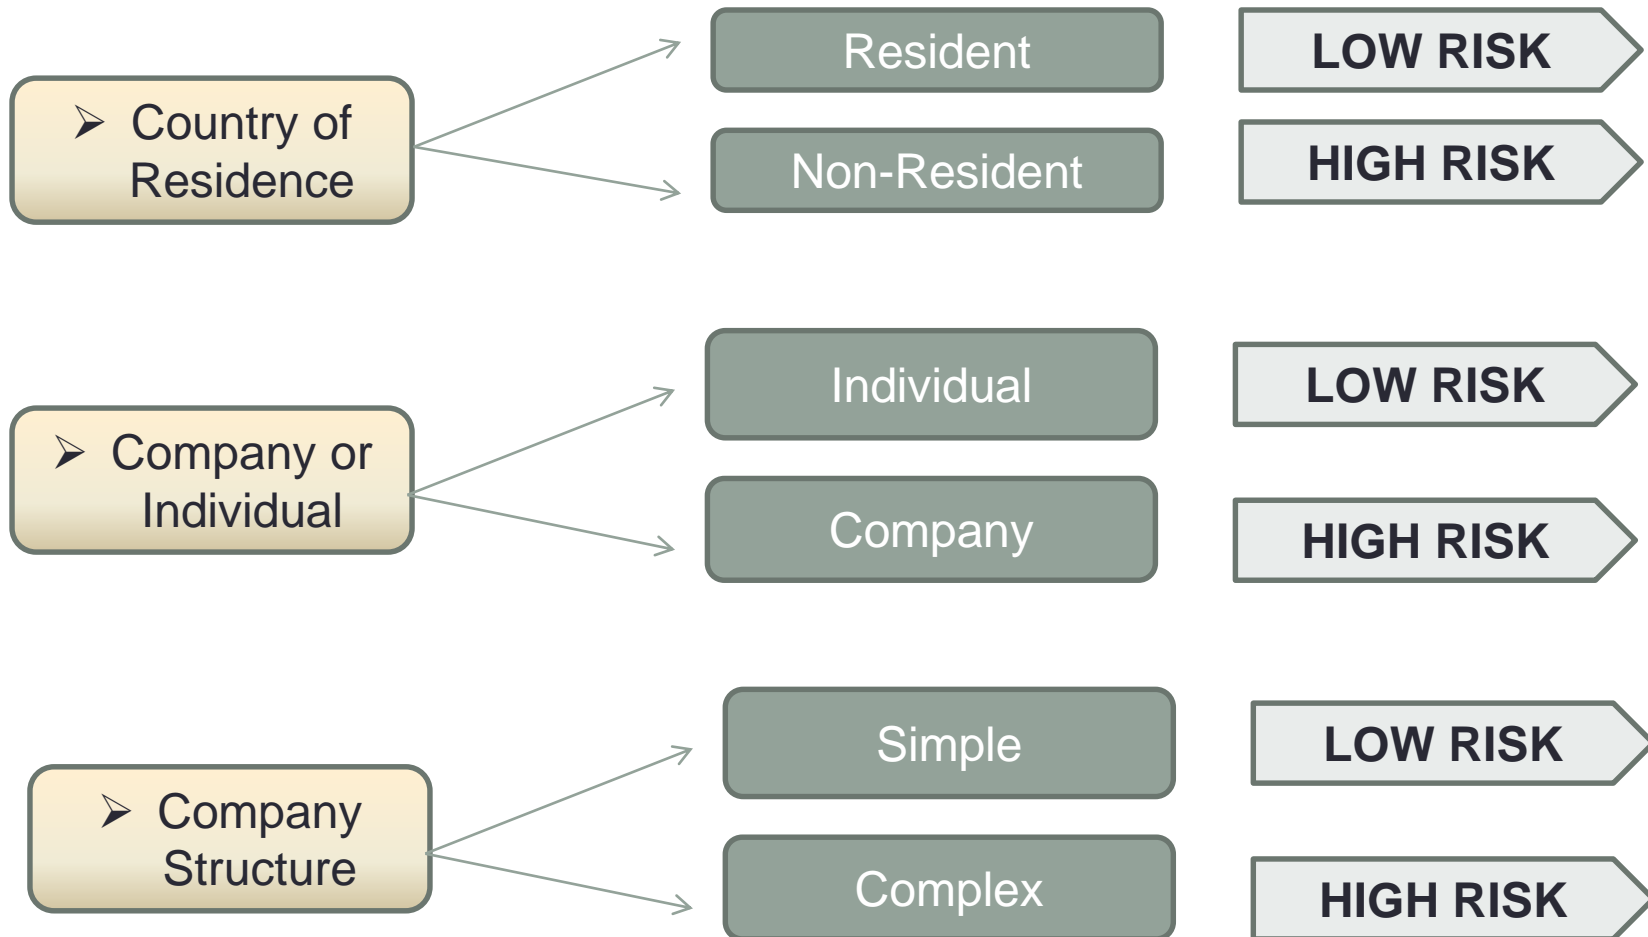 ➢ Country of
Residence
Resident
LOW RISK
Non-Resident
HIGH RISK
➢ Company or
Individual
Individual
LOW RISK
Company
HIGH RISK
➢ Company
Structure
Simple
LOW RISK
Complex
HIGH RISK